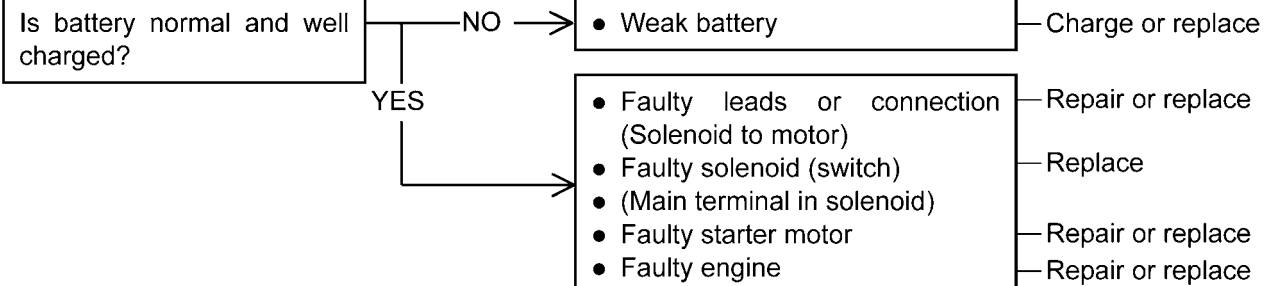 Is battery normal and well
charged?
NO
● Weak battery
Charge or replace
YES
● Faulty leads or connection
(Solenoid to motor)
● Faulty solenoid (switch)
● (Main terminal in solenoid)
● Faulty starter motor
● Faulty engine
Repair or replace
Replace
Repair or replace
Repair or replace